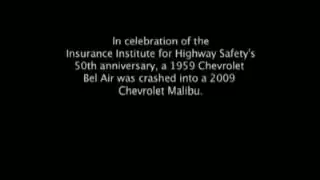 In celebration of the
Insurance Institute for Highway Safety's
50th anniversary, a 1959 Chevrolet
Bel Air was crashed into a 2009
Chevrolet Malibu.